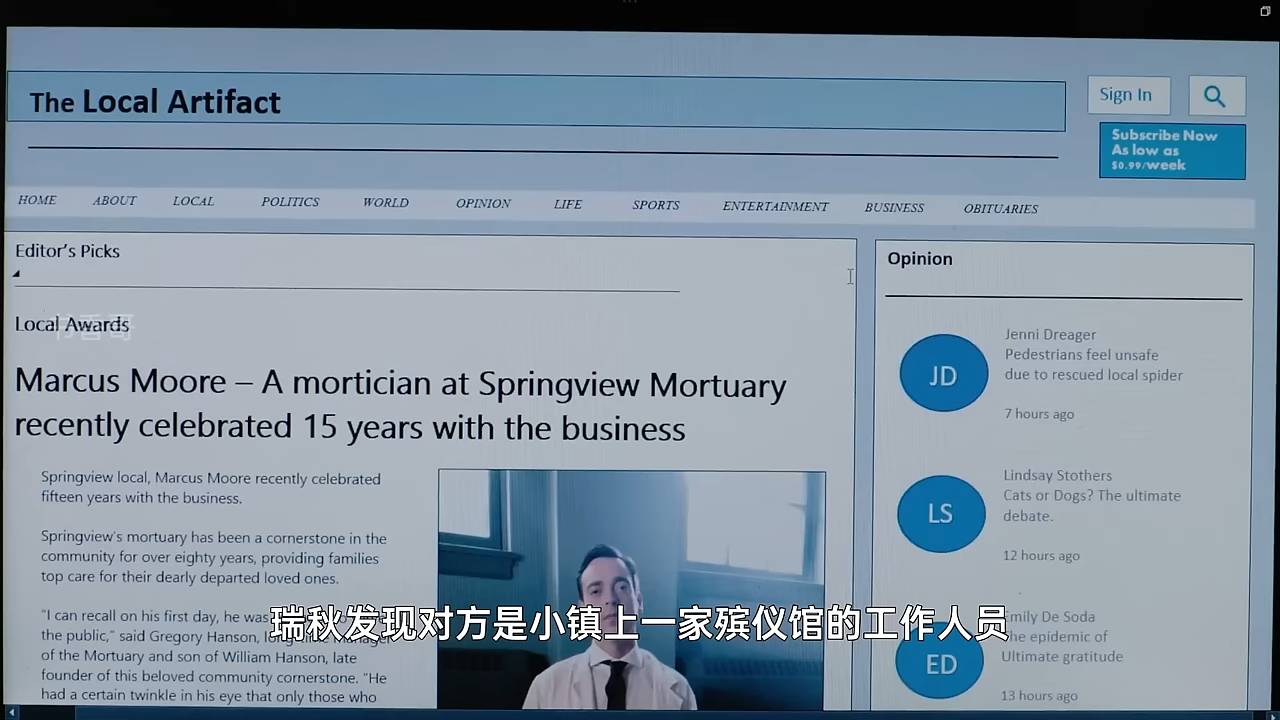 The Local Artifact
Sign In
Subscribe Now
As low as
$0.99/week
HOME ABOUT LOCAL POLITICS WORLD OPINION LIFE SPORTS ENTERTAINMENT BUSINESS OBITUARIES
Editor's Picks
Local Awards
Marcus Moore – A mortician at Springview Mortuary
recently celebrated 15 years with the business
Springview local, Marcus Moore recently celebrated
fifteen years with the business.
Springview's mortuary has been a cornerstone in the
community for over eighty years, providing families
top care for their dearly departed loved ones.
"I can recall on his first day, he was
the public," said Gregory Hanson,
of the Mortuary and son of William Hanson, late
founder of this beloved community cornerstone. "He
had a certain twinkle in his eye that only those who
Opinion
JD
Jenni Dreager
Pedestrians feel unsafe
due to rescued local spider
7 hours ago
LS
Lindsay Stothers
Cats or Dogs? The ultimate
debate.
12 hours ago
ED
Emily De Soda
The epidemic of
Ultimate gratitude
13 hours ago
瑞秋发现对方是小镇上一家殡仪馆的工作人员